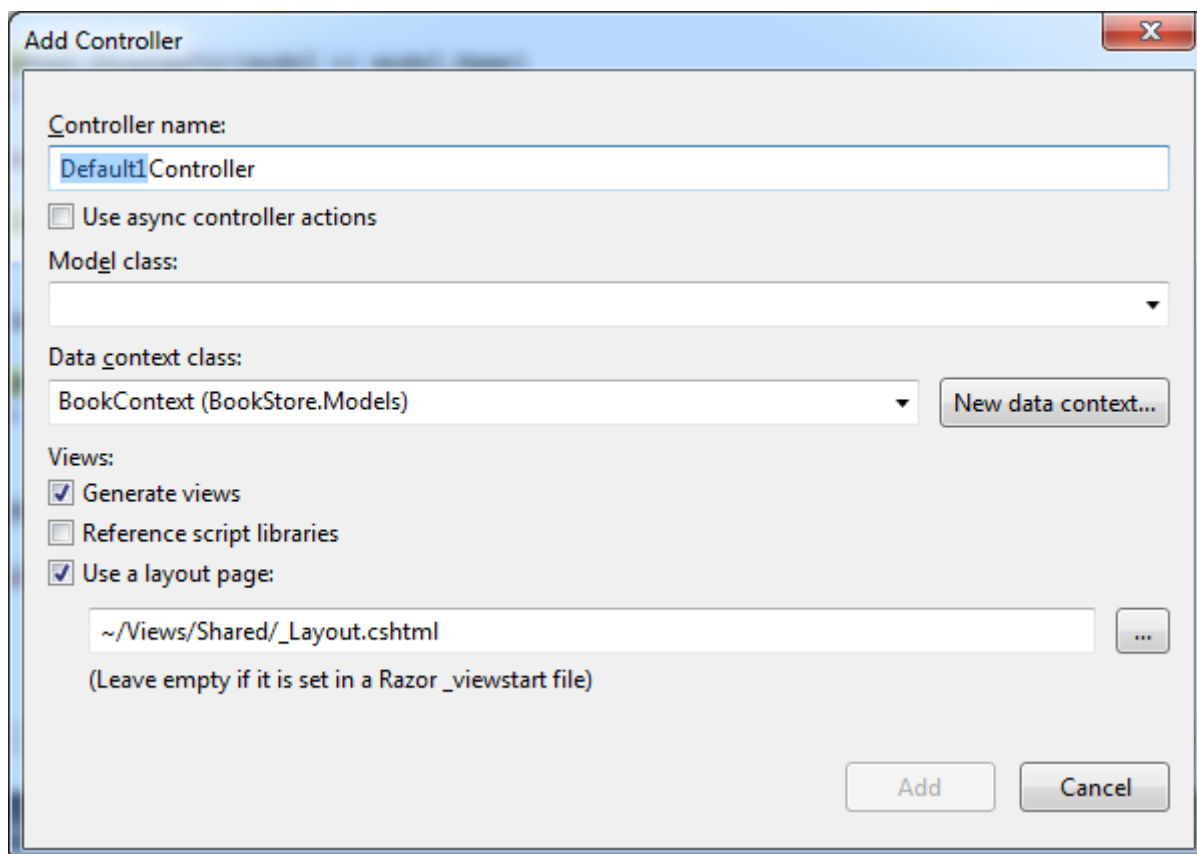 Add Controller
Controller name:
Default1Controller
Use async controller actions
Model class:
Data context class:
BookContext (BookStore.Models)
New data context...
Views:
Generate views
Reference script libraries
Use a layout page:
~/Views/Shared/_Layout.cshtml
...
(Leave empty if it is set in a Razor _viewstart file)
Add
Cancel